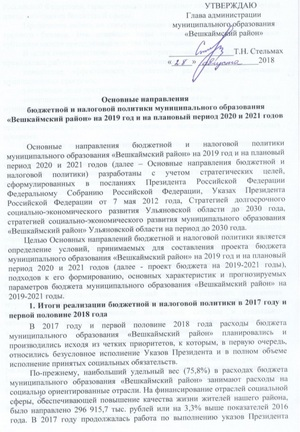 УТВЕРЖДАЮ
Глава администрации
муниципального образования
«Вешкаймский район»
Т.Н. Стельмах
2018
Основные направления
бюджетной и налоговой политики муниципального образования
«Вешкаймский район» на 2019 год и на плановый период 2020 и 2021 годов
Основные направления бюджетной и налоговой политики
муниципального образования «Вешкаймский район» на 2019 год и на плановый
период 2020 и 2021 годов (далее – Основные направления бюджетной и
налоговой политики) разработаны с учетом стратегических целей,
сформулированных в посланиях Президента Российской Федерации
Федеральному Собранию Российской Федерации, Указах Президента
Российской Федерации от 7 мая 2012 года, Стратегией долгосрочного
социально-экономического развития Ульяновской области до 2030 года,
стратегией социально-экономического развития муниципального образования
«Вешкаймский район» Ульяновской области на период до 2030 года.
Целью Основных направлений бюджетной и налоговой политики является
определение условий, принимаемых для составления проекта бюджета
муниципального образования «Вешкаймский район» на 2019 год и на плановый
период 2020 и 2021 годов (далее - проект бюджета на 2019-2021 годы),
подходов к его формированию, основных характеристик и прогнозируемых
параметров бюджета муниципального образования «Вешкаймский район» на
2019-2021 годы.
1. Итоги реализации бюджетной и налоговой политики в 2017 году и
первой половине 2018 года
В 2017 году и первой половине 2018 года расходы бюджета
муниципального образования «Вешкаймский район» планировались и
производились исходя из четких приоритетов, к которым, в первую очередь,
относились безусловное исполнение Указов Президента и в полном объеме
исполнение принятых социальных обязательств.
По-прежнему, наибольший удельный вес (75,8%) в расходах бюджета
муниципального образования «Вешкаймский район» занимают расходы на
социально ориентированные отрасли. На финансирование отраслей социальной
сферы, обеспечивающей повышение качества жизни жителей нашего района,
было направлено 296 915,7 тыс. рублей или на 3,3% выше показателей 2016
года. В 2017 году продолжалась работа по выполнению указов Президента